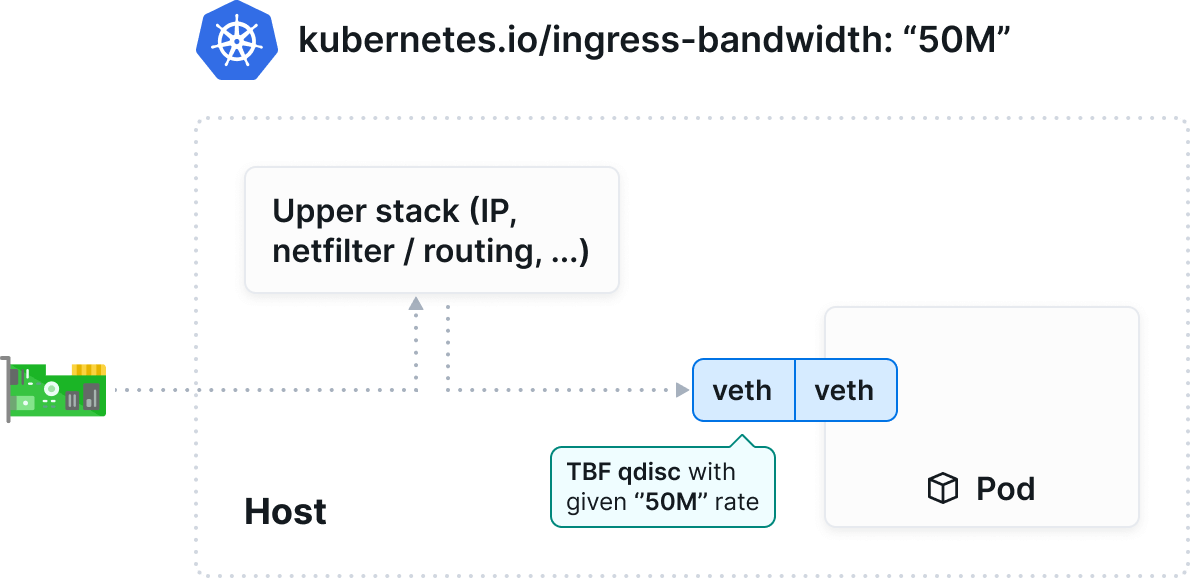 kubernetes.io/ingress-bandwidth: “50M”
Upper stack (IP,
netfilter / routing, ...)
veth
veth
TBF qdisc with
given ‘’50M’’ rate
Pod
Host